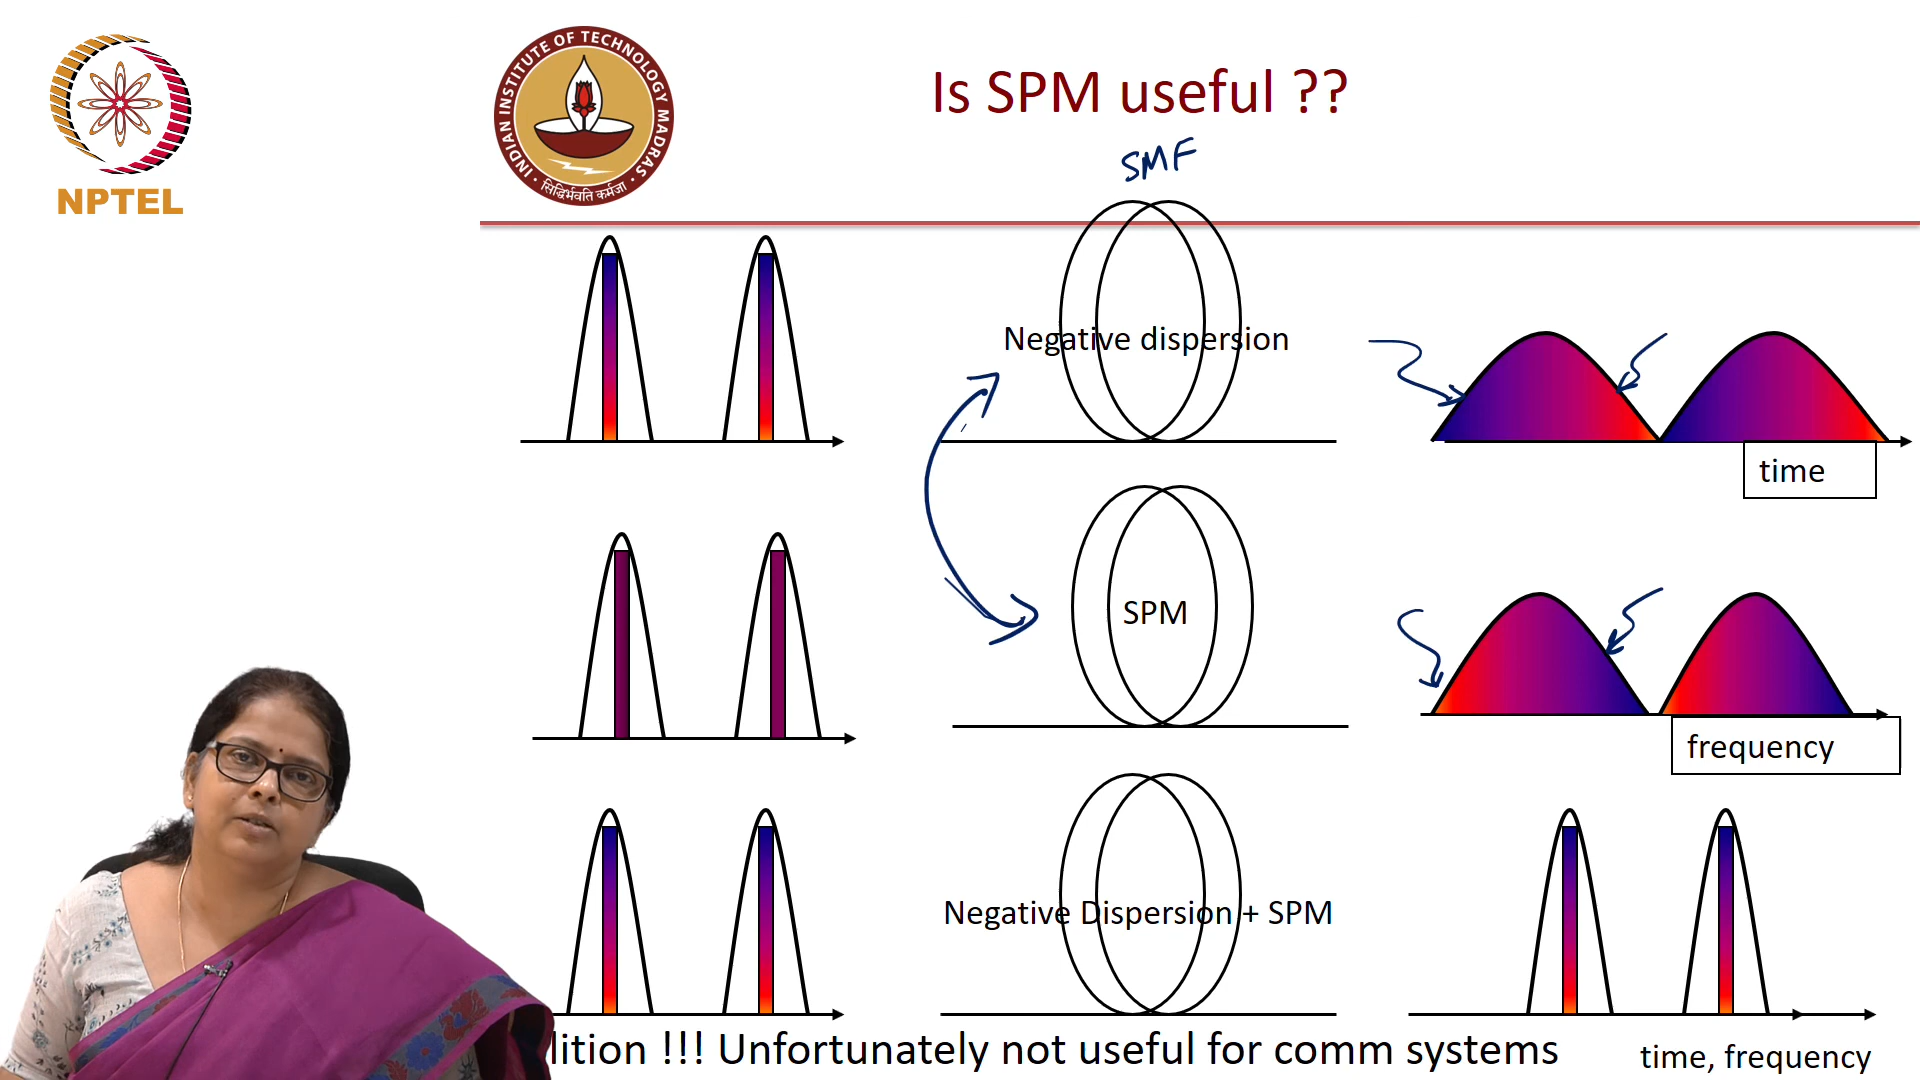 NPTEL
INDIAN INSTITUTE OF TECHNOLOGY MADRAS
सिद्धिर्भवति कर्मजा
Is SPM useful ??
SMF
Negative dispersion
time
SPM
frequency
Negative Dispersion + SPM
lition !!! Unfortunately not useful for comm systems
time, frequency